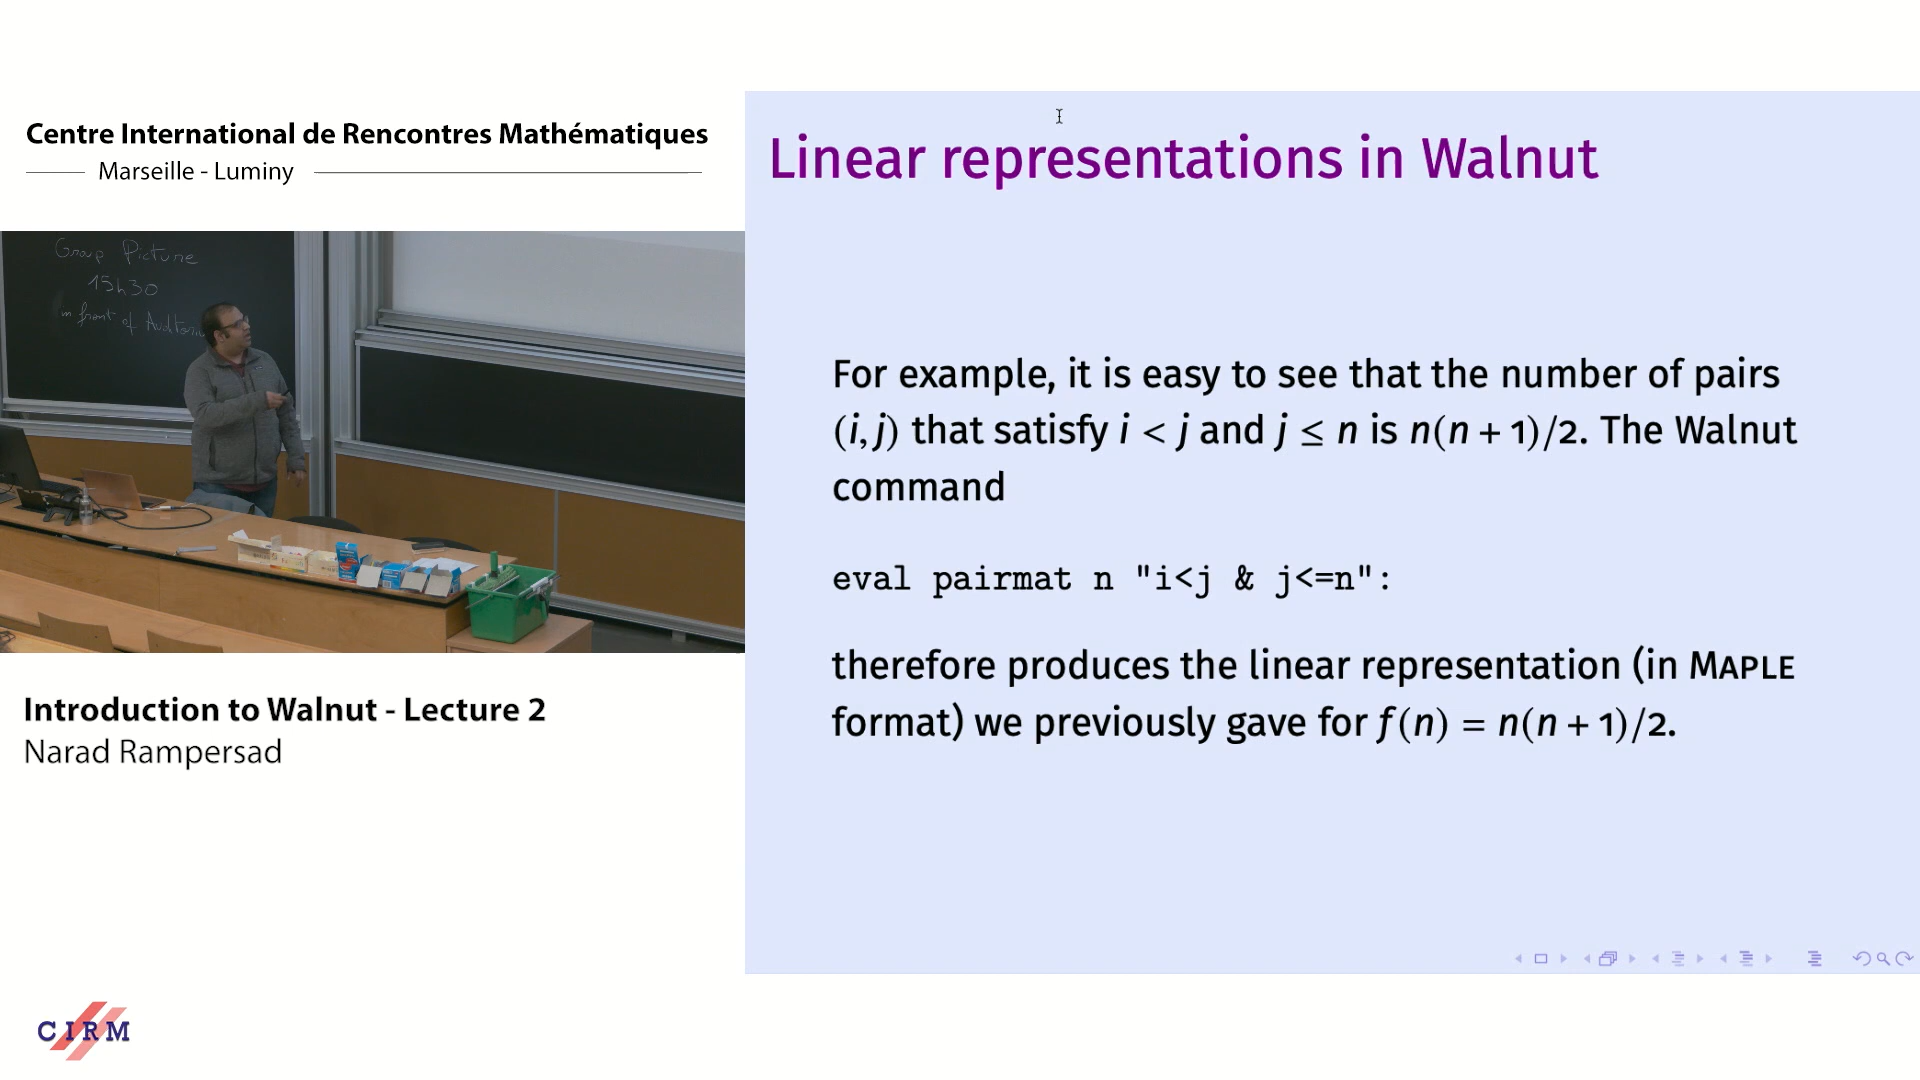 Centre International de Rencontres Mathématiques
Marseille - Luminy
Group Picture
15h30
in front of
Introduction to Walnut - Lecture 2
Narad Rampersad
CIRM
Linear representations in Walnut
For example, it is easy to see that the number of pairs
(i, j) that satisfy i < j and j ≤ n is n(n + 1)/2. The Walnut
command
eval pairmat n "i<j & j<=n":
therefore produces the linear representation (in MAPLE
format) we previously gave for f(n) = n(n + 1)/2.